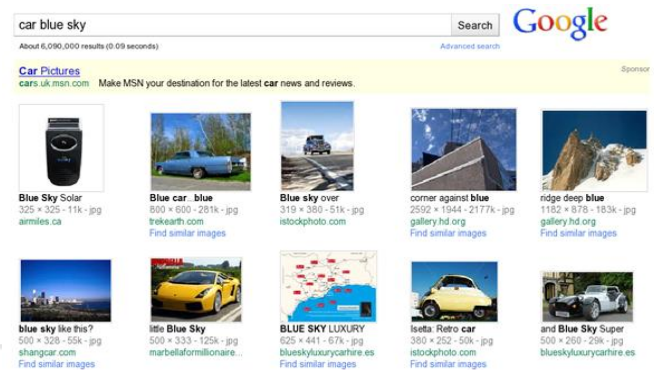 car blue sky
Search
Google
About 6,090,000 results (0.09 seconds)
Advanced search
Car Pictures
Sponsor
cars.uk.msn.com Make MSN your destination for the latest car news and reviews.
Blue Sky Solar
325 × 325 - 11k - jpg
airmiles.ca
Blue car...blue
800 × 600 - 281k - jpg
trekearth.com
Find similar images
Blue sky over
319 × 380 - 51k - jpg
istockphoto.com
corner against blue
2592 × 1944 - 2177k - jpg
gallery.hd.org
Find similar images
ridge deep blue
1182 × 878 - 183k - jpg
gallery.hd.org
Find similar images
blue sky like this?
500 × 328 - 55k - jpg
shangcar.com
Find similar images
little Blue Sky
500 × 333 - 125k - jpg
marbellaformillionaire...
BLUE SKY LUXURY
625 × 441 - 67k - jpg
blueskyluxurycarhire.es
Find similar images
Isetta: Retro car
380 × 252 - 50k - jpg
istockphoto.com
Find similar images
and Blue Sky Super
500 × 260 - 29k - jpg
blueskyluxurycarhire.es